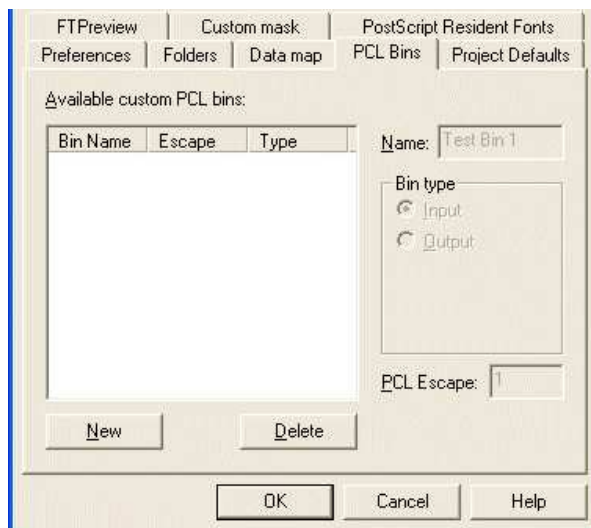 FTPreview Custom mask PostScript Resident Fonts
Preferences Folders Data map PCL Bins Project Defaults
Available custom PCL bins:
Bin Name Escape Type
Name: Test Bin 1
Bin type
Input
Output
PCL Escape: 1
New Delete
OK Cancel Help